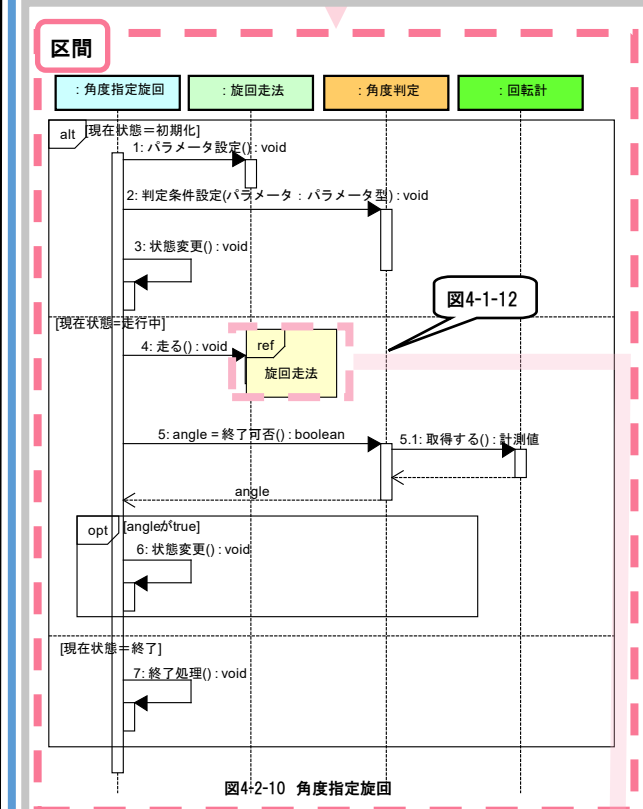 区間
: 角度指定旋回
: 旋回走法
: 角度判定
: 回転計
alt
[現在状態＝初期化]
1: パラメータ設定() : void
2: 判定条件設定(パラメータ : パラメータ型) : void
3: 状態変更() : void
図4-1-12
[現在状態=走行中]
4: 走る() : void
ref
旋回走法
5: angle = 終了可否() : boolean
5.1: 取得する() : 計測値
angle
opt
[angleがtrue]
6: 状態変更() : void
[現在状態＝終了]
7: 終了処理() : void
図4-2-10 角度指定旋回